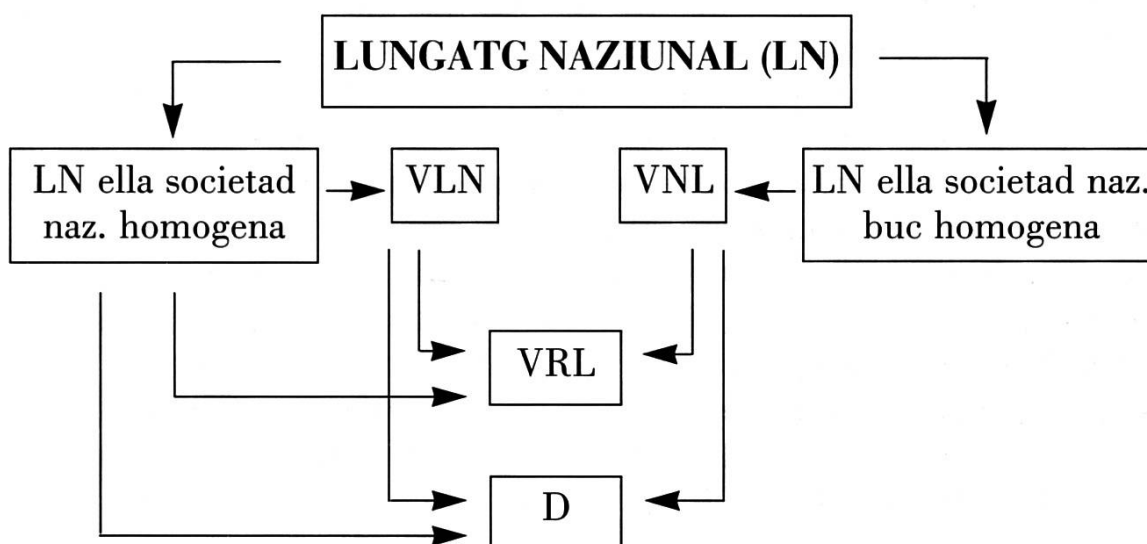 LUNGATG NAZIUNAL (LN)
LN ella societad
naz. homogena
VLN
VNL
LN ella societad naz.
buc homogena
VRL
D